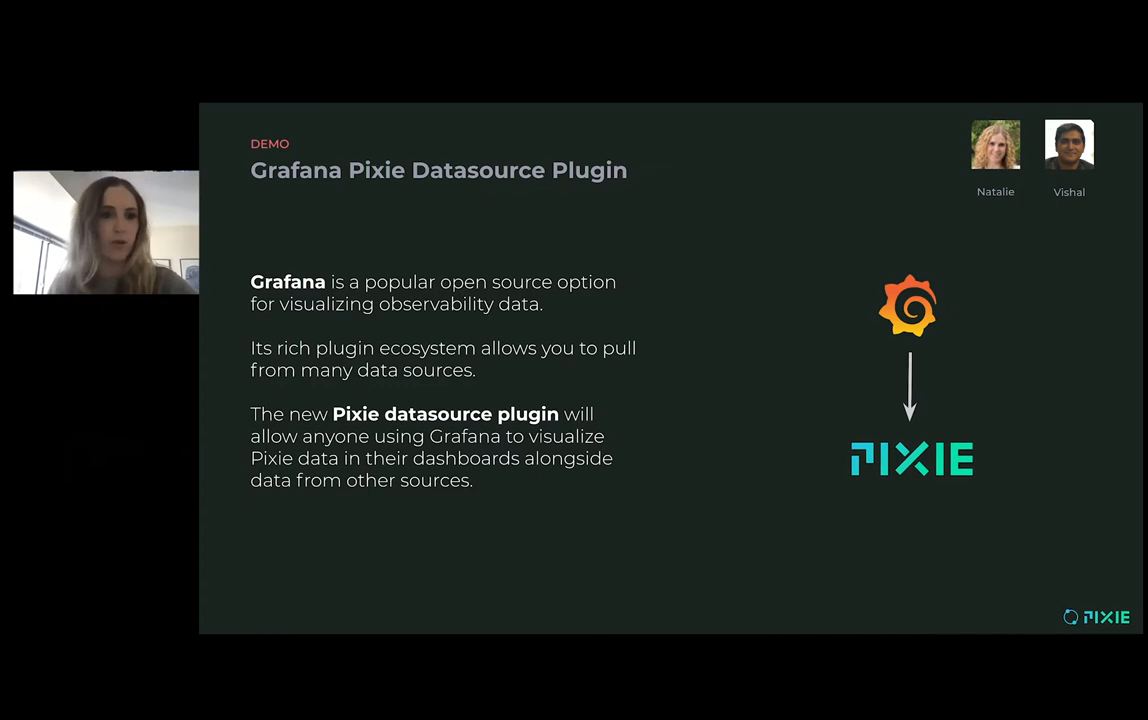 DEMO
Grafana Pixie Datasource Plugin
Natalie
Vishal
Grafana is a popular open source option
for visualizing observability data.
Its rich plugin ecosystem allows you to pull
from many data sources.
The new Pixie datasource plugin will
allow anyone using Grafana to visualize
Pixie data in their dashboards alongside
data from other sources.
PIXIE
PIXIE